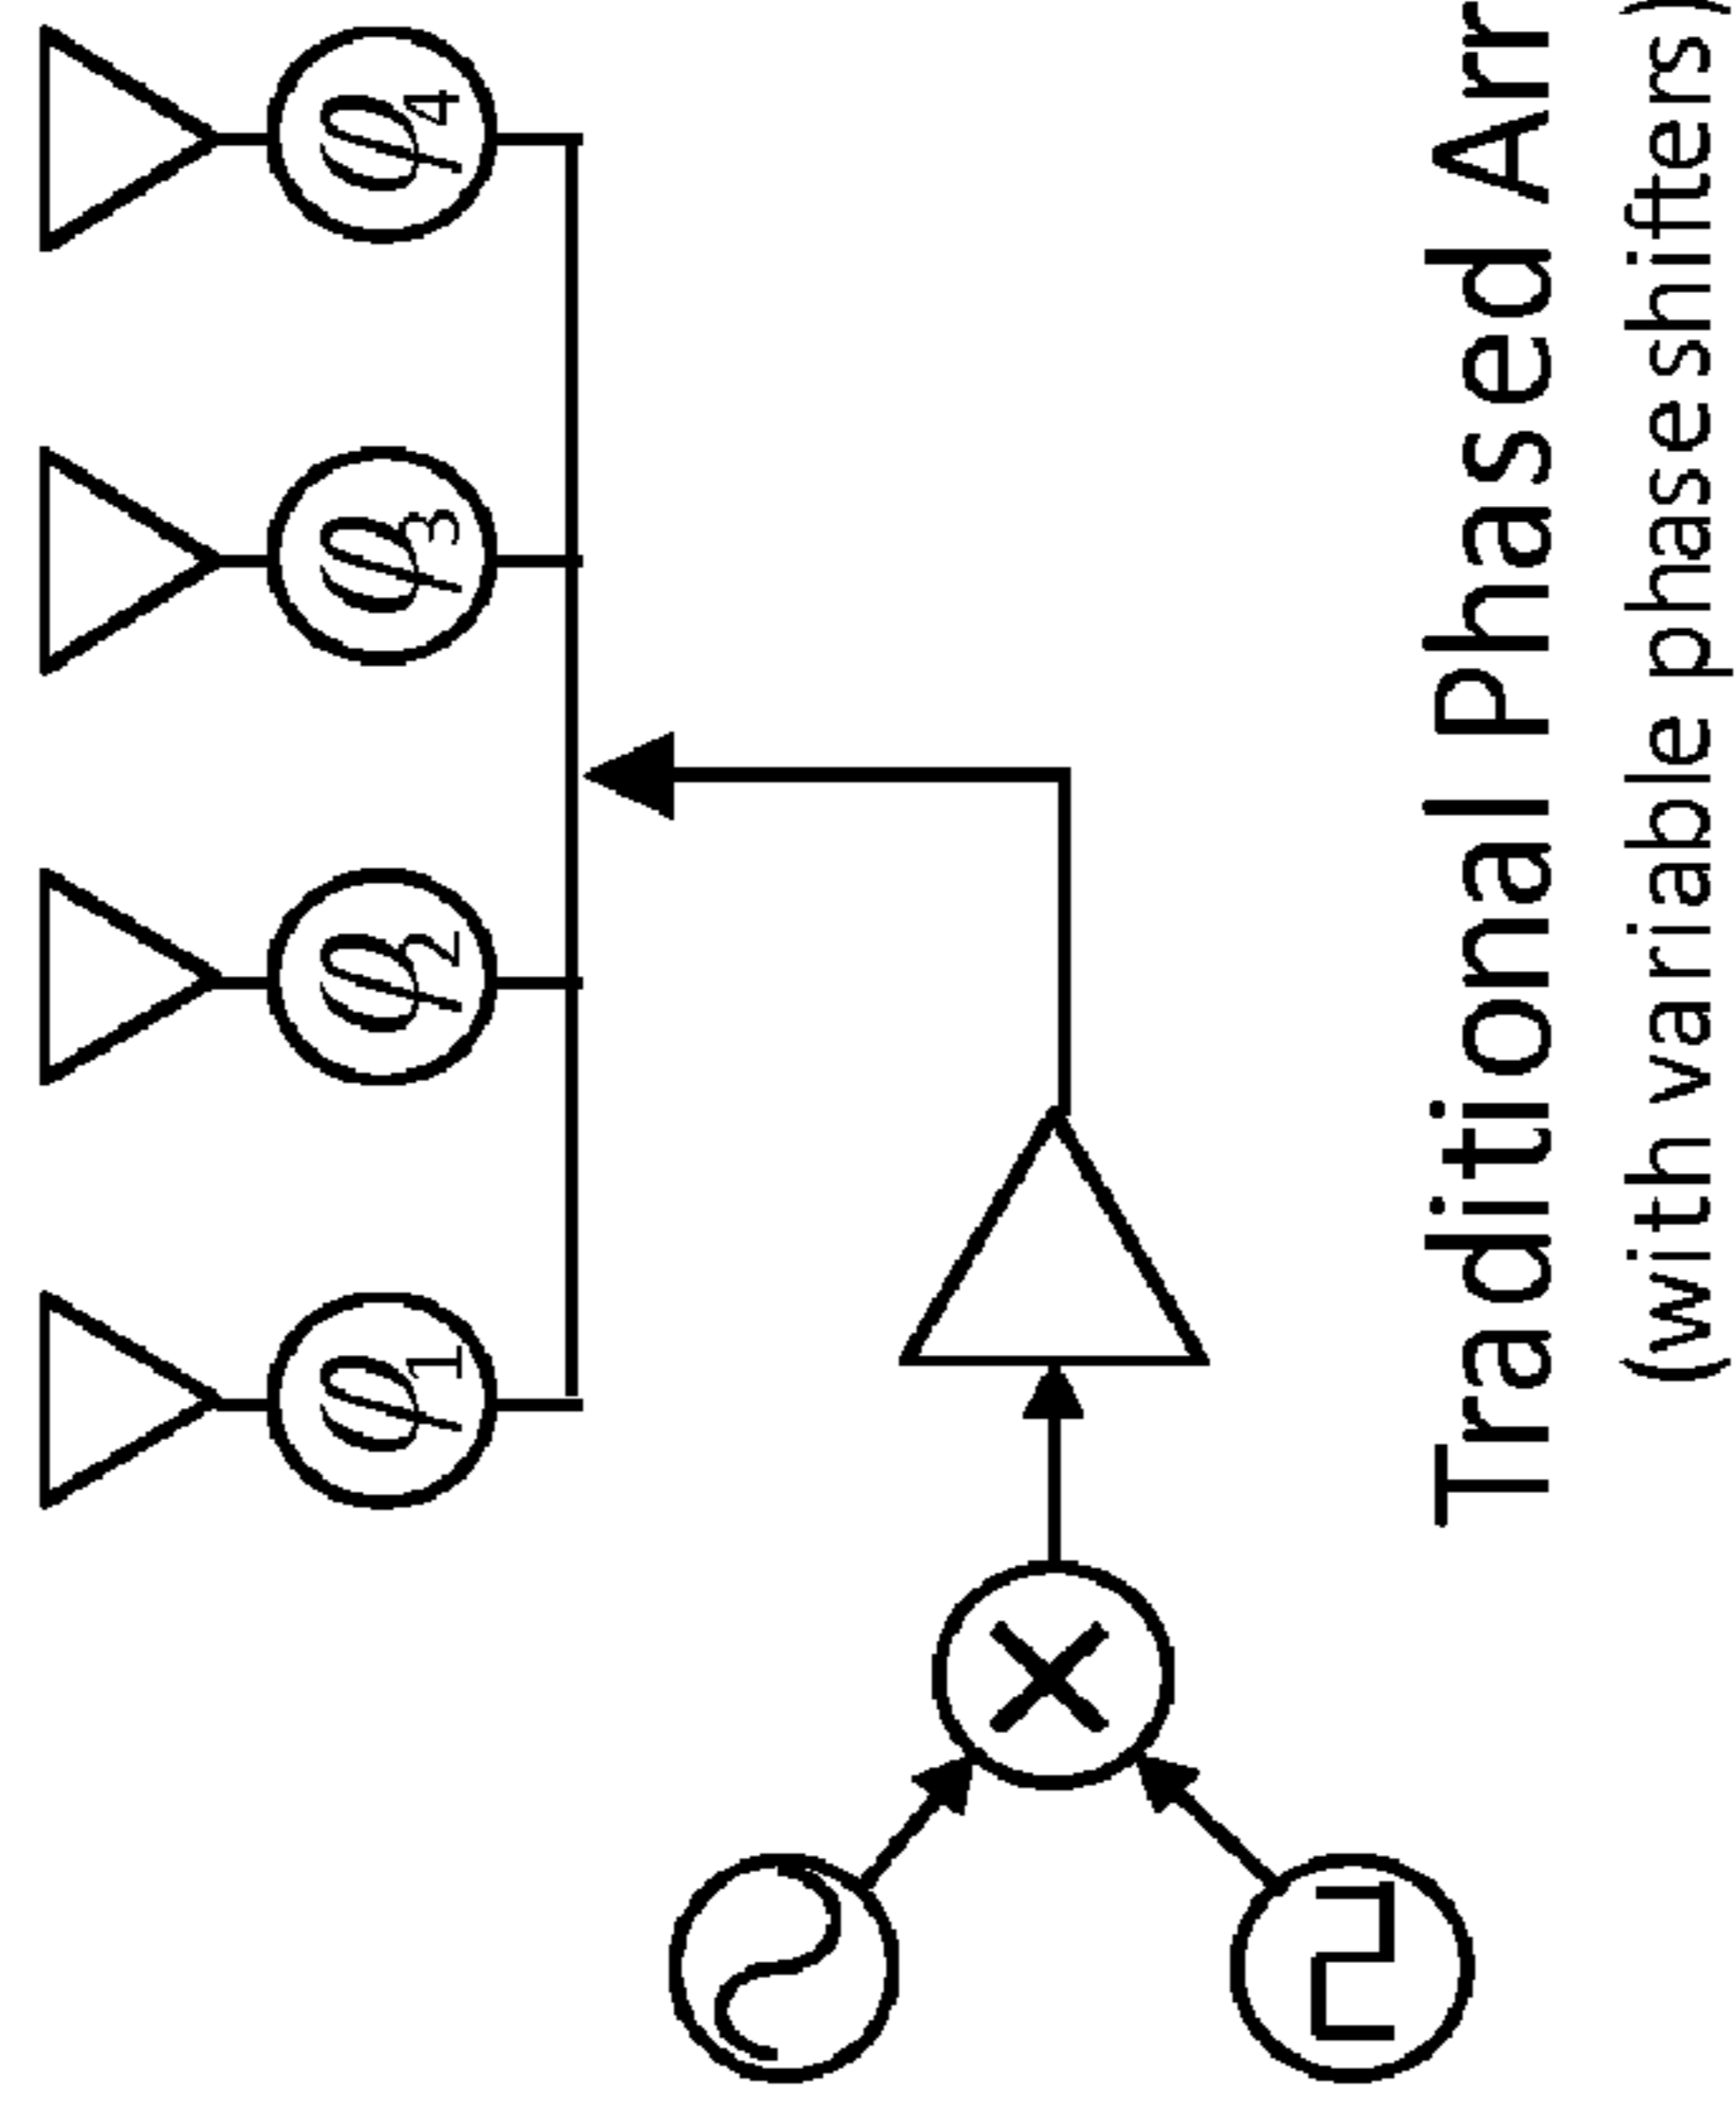 φ1 φ2 φ3 φ4
Traditional Phased Arr
(with variable phase shifters)